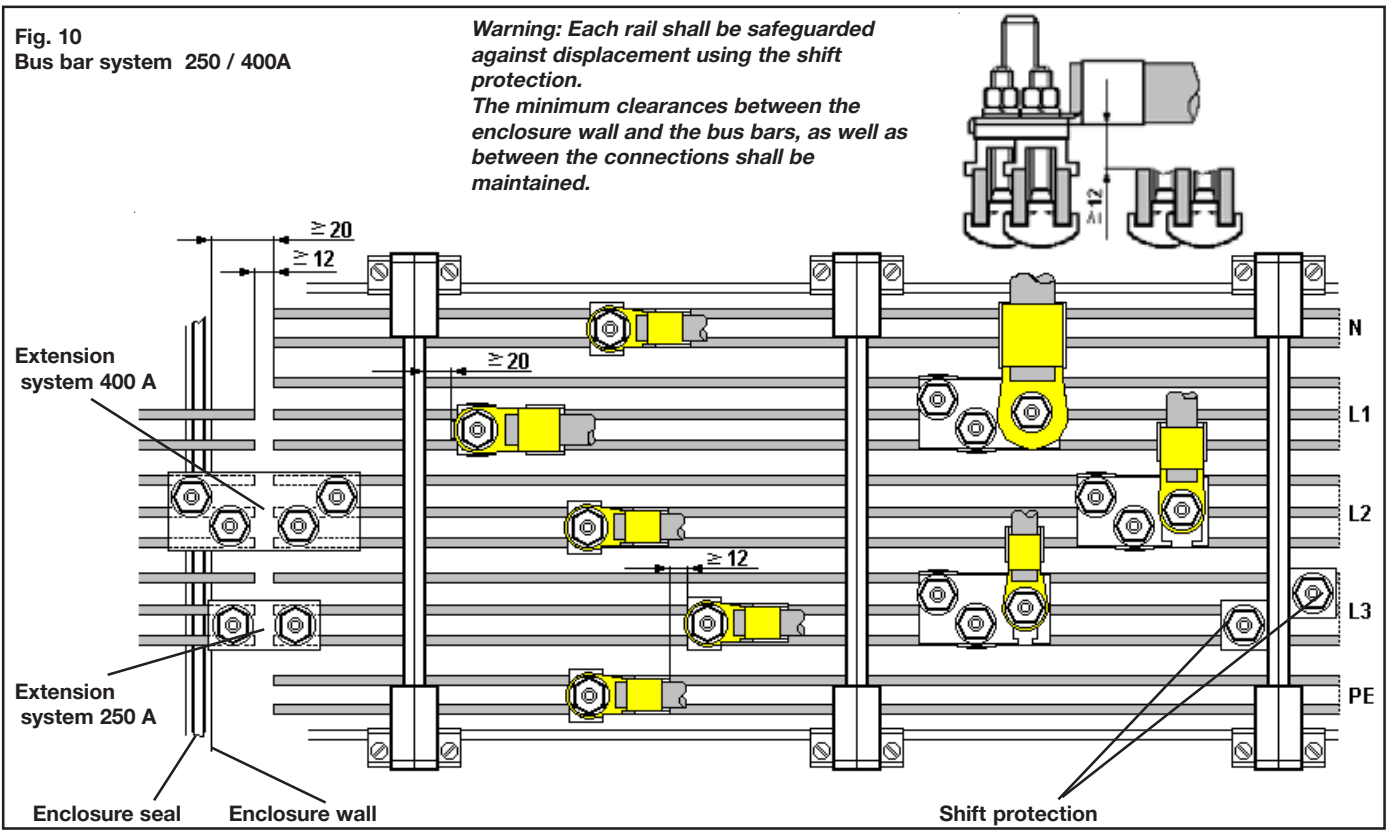 Fig. 10
Bus bar system 250 / 400A
Warning: Each rail shall be safeguarded
against displacement using the shift
protection.
The minimum clearances between the
enclosure wall and the bus bars, as well as
between the connections shall be
maintained.
≥12
≥ 20
≥ 12
N
Extension
system 400 A
≥ 20
L1
L2
≥ 12
L3
Extension
system 250 A
PE
Enclosure seal
Enclosure wall
Shift protection